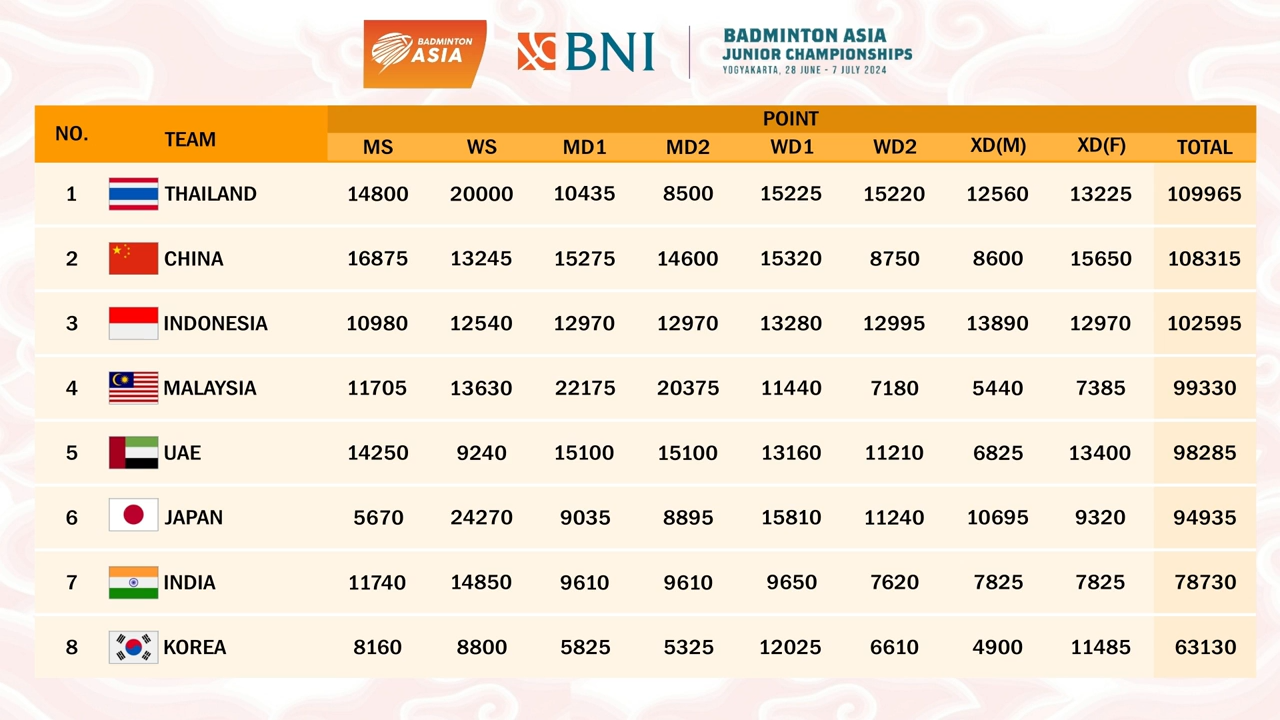 BADMINTON
ASIA
BNI
BADMINTON ASIA
JUNIOR CHAMPIONSHIPS
YOGYAKARTA, 28 JUNE - 7 JULY 2024
NO. TEAM POINT
MS WS MD1 MD2 WD1 WD2 XD(M) XD(F) TOTAL
1 THAILAND 14800 20000 10435 8500 15225 15220 12560 13225 109965
2 CHINA 16875 13245 15275 14600 15320 8750 8600 15650 108315
3 INDONESIA 10980 12540 12970 12970 13280 12995 13890 12970 102595
4 MALAYSIA 11705 13630 22175 20375 11440 7180 5440 7385 99330
5 UAE 14250 9240 15100 15100 13160 11210 6825 13400 98285
6 JAPAN 5670 24270 9035 8895 15810 11240 10695 9320 94935
7 INDIA 11740 14850 9610 9610 9650 7620 7825 7825 78730
8 KOREA 8160 8800 5825 5325 12025 6610 4900 11485 63130